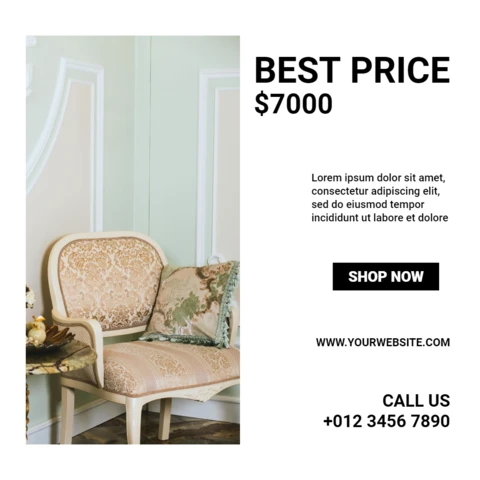 BEST PRICE
$7000
Lorem ipsum dolor sit amet,
consectetur adipiscing elit,
sed do eiusmod tempor
incididunt ut labore et dolore
SHOP NOW
WWW.YOURWEBSITE.COM
CALL US
+012 3456 7890